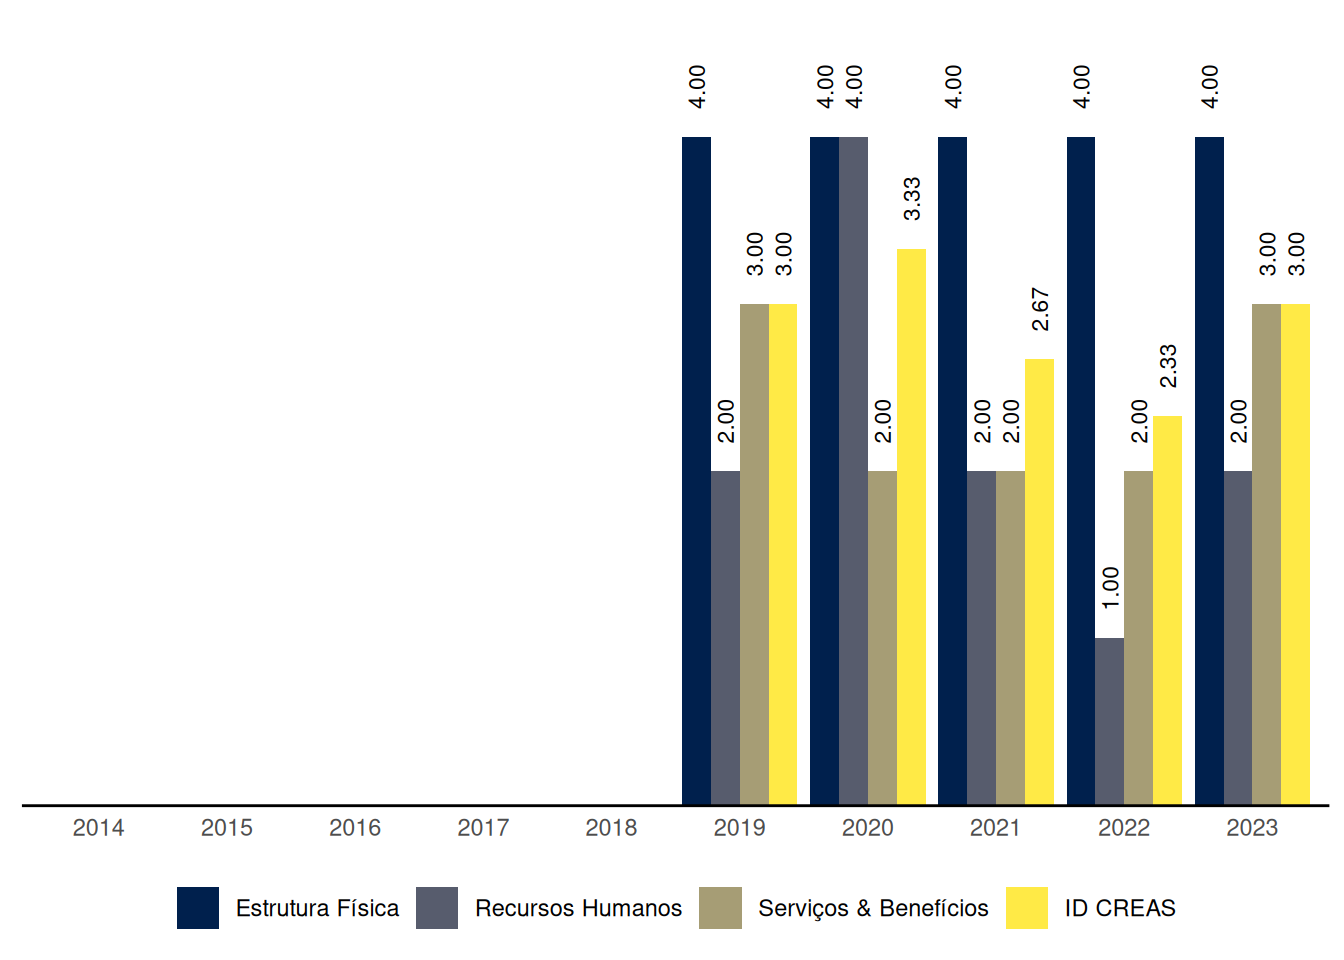 4.00 4.00 4.00 4.00 4.00 4.00
3.33
3.00 3.00 3.00 3.00
2.67
2.33
2.00 2.00 2.00 2.00 2.00 2.00
1.00
2014 2015 2016 2017 2018 2019 2020 2021 2022 2023
Estrutura Física Recursos Humanos Serviços & Benefícios ID CREAS